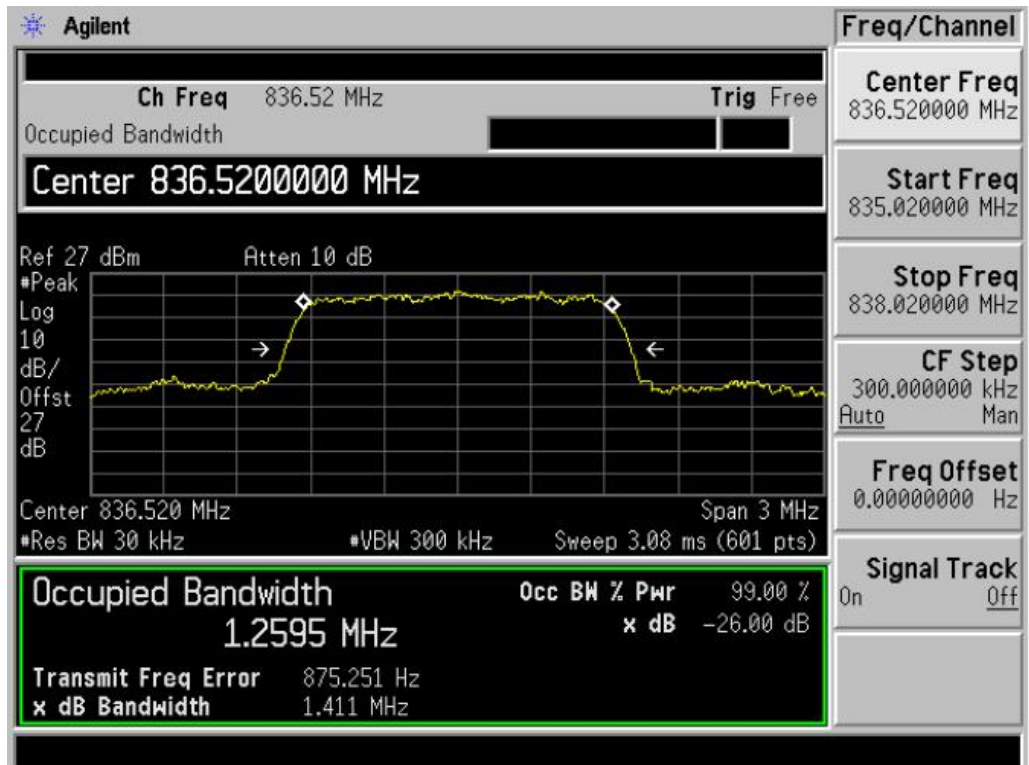 Agilent
Freq/Channel
Ch Freq 836.52 MHz Trig Free
Occupied Bandwidth
Center 836.5200000 MHz
Ref 27 dBm Atten 10 dB
#Peak
Log
10
dB/
Offst
27
dB
Center 836.520 MHz Span 3 MHz
#Res BW 30 kHz #VBW 300 kHz Sweep 3.08 ms (601 pts)
Occupied Bandwidth
1.2595 MHz
Occ BW % Pwr 99.00 %
x dB -26.00 dB
Transmit Freq Error 875.251 Hz
x dB Bandwidth 1.411 MHz
Center Freq
836.520000 MHz
Start Freq
835.020000 MHz
Stop Freq
838.020000 MHz
CF Step
300.000000 kHz
Auto Man
Freq Offset
0.00000000 Hz
Signal Track
On Off